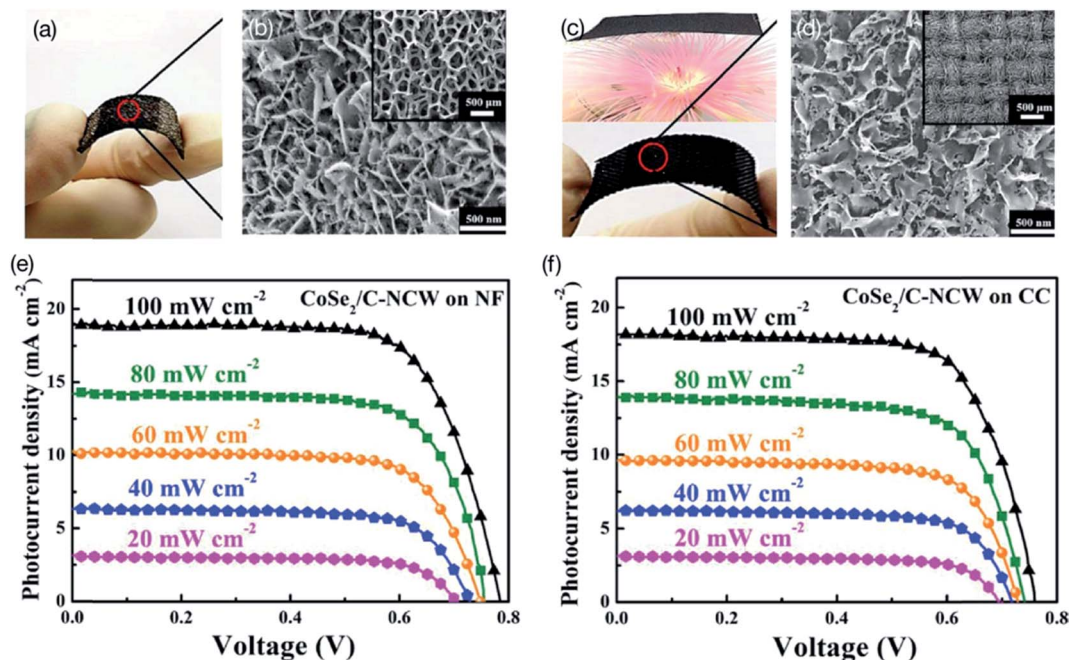 (a)
(b)
500 μm
500 nm
(c)
(d)
500 μm
500 nm
(e)
CoSe₂/C-NCW on NF
100 mW cm⁻²
80 mW cm⁻²
60 mW cm⁻²
40 mW cm⁻²
20 mW cm⁻²
Photocurrent density (mA cm⁻²)
20
15
10
5
0
0.0 0.2 0.4 0.6 0.8
Voltage (V)
(f)
CoSe₂/C-NCW on CC
100 mW cm⁻²
80 mW cm⁻²
60 mW cm⁻²
40 mW cm⁻²
20 mW cm⁻²
Photocurrent density (mA cm⁻²)
20
15
10
5
0
0.0 0.2 0.4 0.6 0.8
Voltage (V)